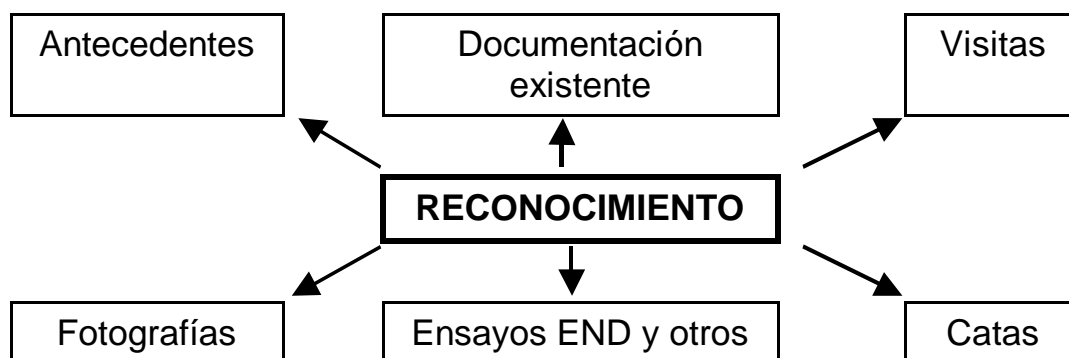 Antecedentes
Documentación
existente
Visitas
RECONOCIMIENTO
Fotografías
Ensayos END y otros
Catas